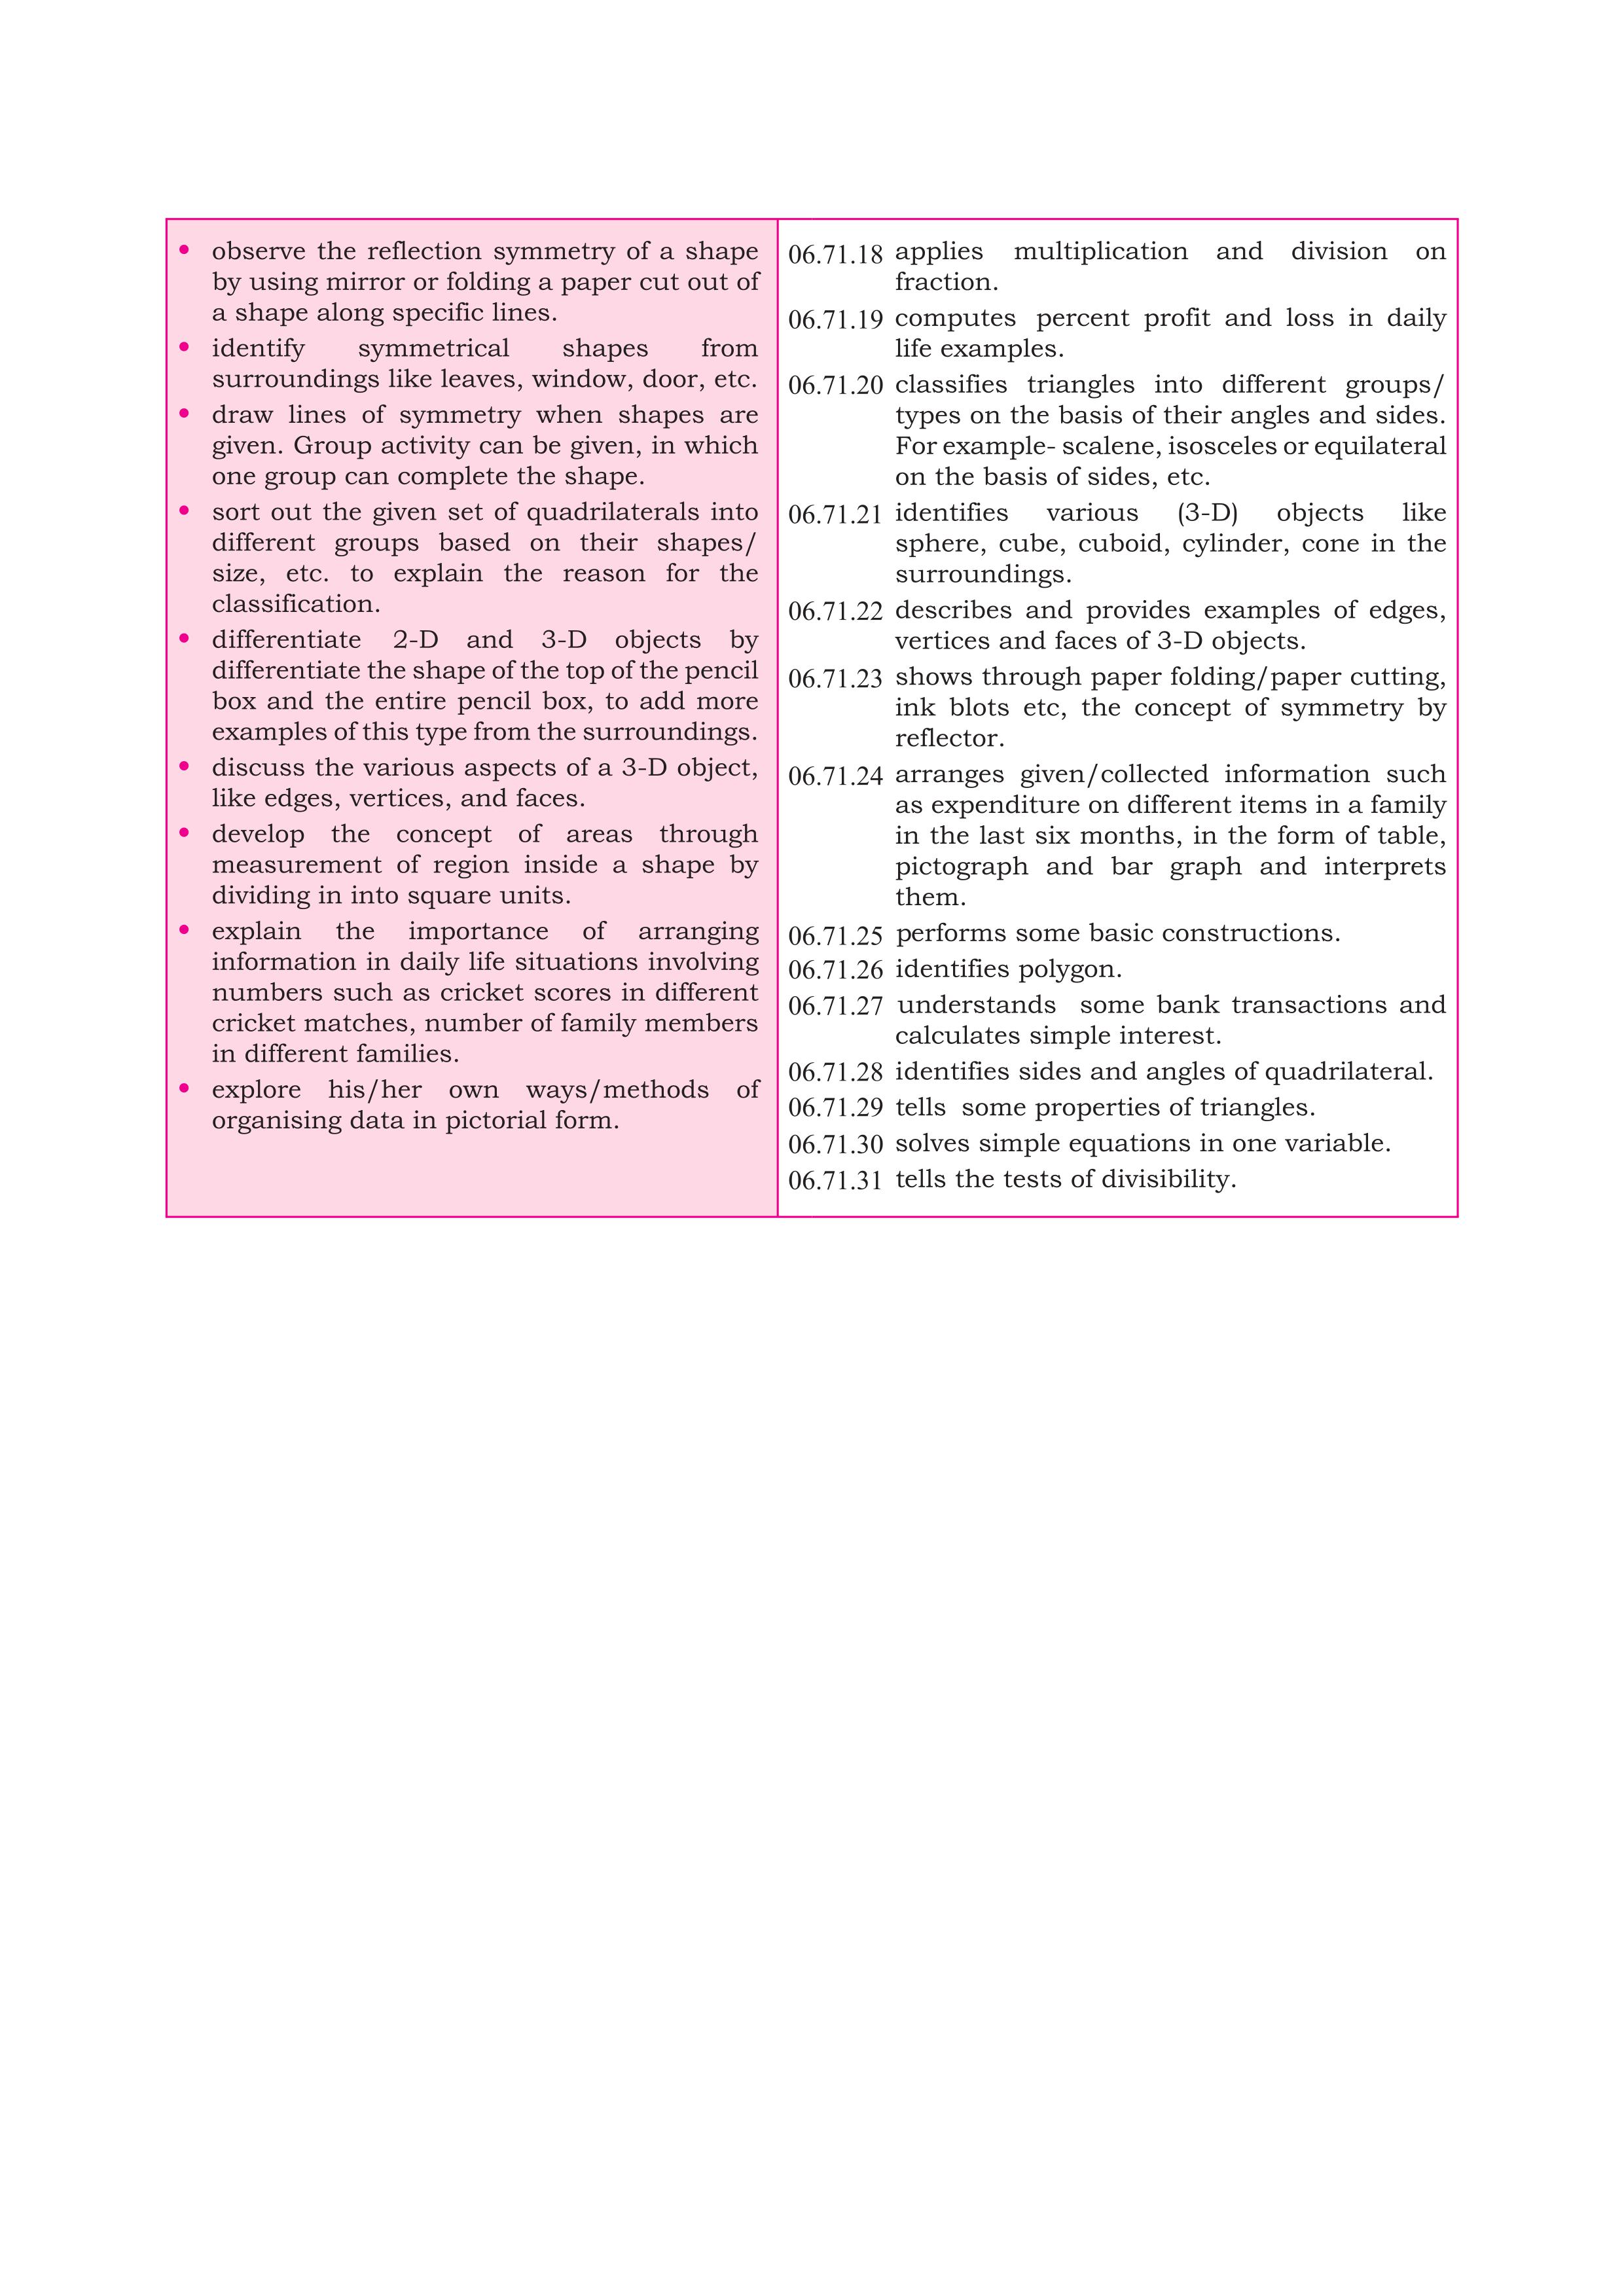 • observe the reflection symmetry of a shape
by using mirror or folding a paper cut out of
a shape along specific lines.
• identify symmetrical shapes from
surroundings like leaves, window, door, etc.
• draw lines of symmetry when shapes are
given. Group activity can be given, in which
one group can complete the shape.
• sort out the given set of quadrilaterals into
different groups based on their shapes/
size, etc. to explain the reason for the
classification.
• differentiate 2-D and 3-D objects by
differentiate the shape of the top of the pencil
box and the entire pencil box, to add more
examples of this type from the surroundings.
• discuss the various aspects of a 3-D object,
like edges, vertices, and faces.
• develop the concept of areas through
measurement of region inside a shape by
dividing in into square units.
• explain the importance of arranging
information in daily life situations involving
numbers such as cricket scores in different
cricket matches, number of family members
in different families.
• explore his/her own ways/methods of
organising data in pictorial form.
06.71.18 applies multiplication and division on
fraction.
06.71.19 computes percent profit and loss in daily
life examples.
06.71.20 classifies triangles into different groups/
types on the basis of their angles and sides.
For example- scalene, isosceles or equilateral
on the basis of sides, etc.
06.71.21 identifies various (3-D) objects like
sphere, cube, cuboid, cylinder, cone in the
surroundings.
06.71.22 describes and provides examples of edges,
vertices and faces of 3-D objects.
06.71.23 shows through paper folding/paper cutting,
ink blots etc, the concept of symmetry by
reflector.
06.71.24 arranges given/collected information such
as expenditure on different items in a family
in the last six months, in the form of table,
pictograph and bar graph and interprets
them.
06.71.25 performs some basic constructions.
06.71.26 identifies polygon.
06.71.27 understands some bank transactions and
calculates simple interest.
06.71.28 identifies sides and angles of quadrilateral.
06.71.29 tells some properties of triangles.
06.71.30 solves simple equations in one variable.
06.71.31 tells the tests of divisibility.